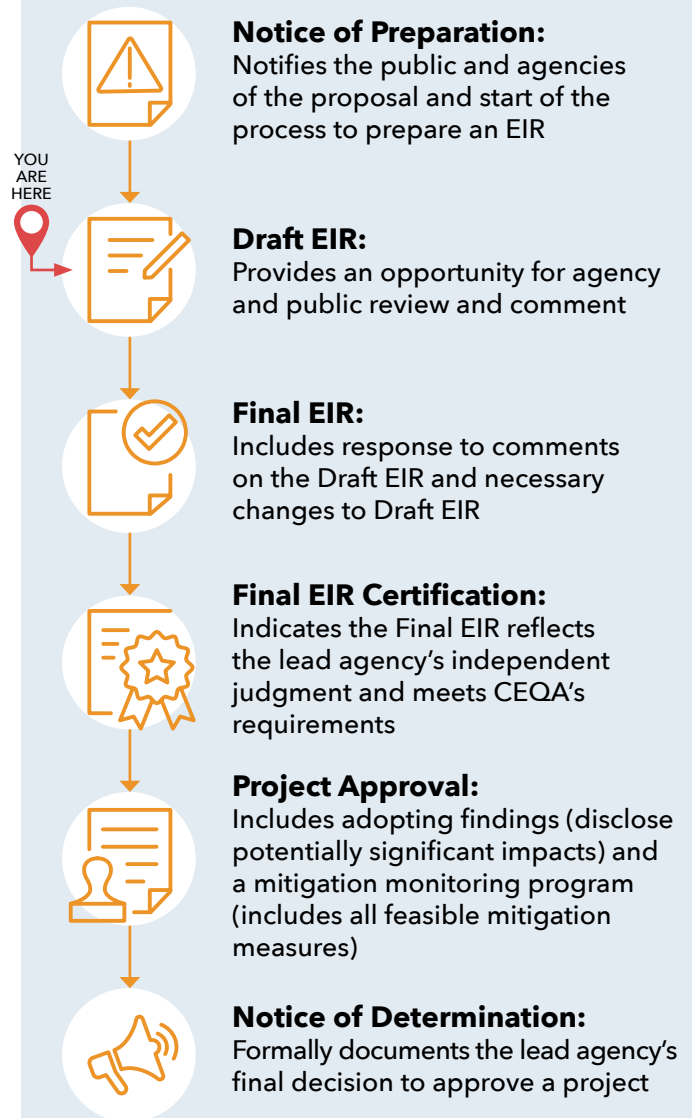 Notice of Preparation:
Notifies the public and agencies
of the proposal and start of the
process to prepare an EIR
YOU
ARE
HERE
Draft EIR:
Provides an opportunity for agency
and public review and comment
Final EIR:
Includes response to comments
on the Draft EIR and necessary
changes to Draft EIR
Final EIR Certification:
Indicates the Final EIR reflects
the lead agency's independent
judgment and meets CEQA's
requirements
Project Approval:
Includes adopting findings (disclose
potentially significant impacts) and
a mitigation monitoring program
(includes all feasible mitigation
measures)
Notice of Determination:
Formally documents the lead agency's
final decision to approve a project